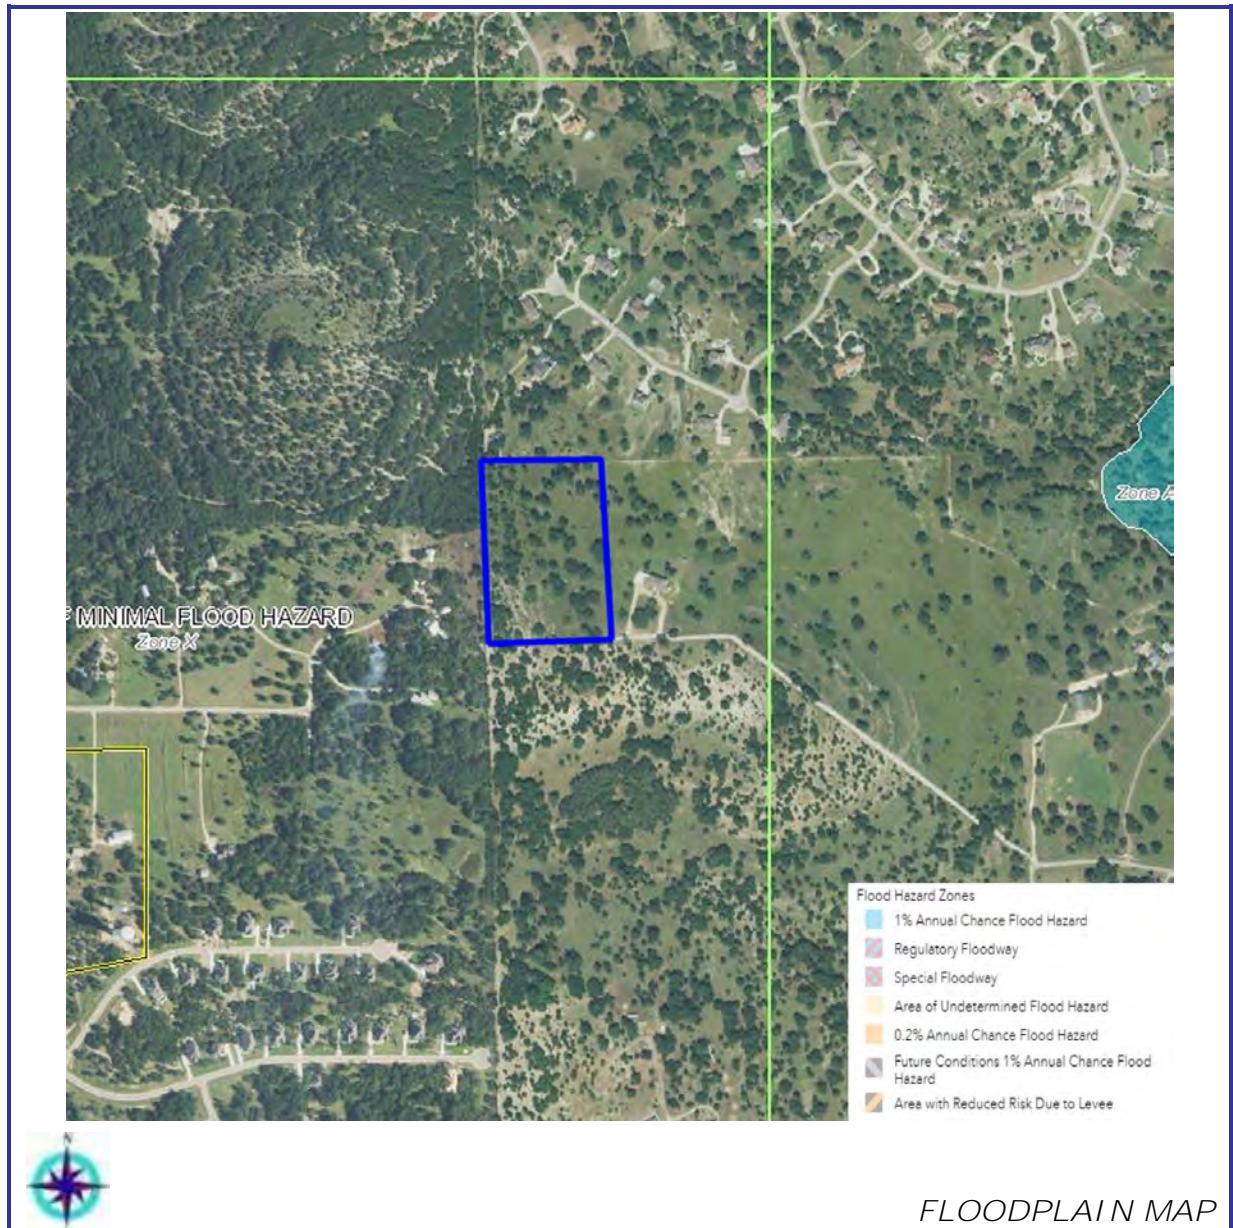 Zone A
F MINIMAL FLOOD HAZARD
Zone X
Flood Hazard Zones
1% Annual Chance Flood Hazard
Regulatory Floodway
Special Floodway
Area of Undetermined Flood Hazard
0.2% Annual Chance Flood Hazard
Future Conditions 1% Annual Chance Flood
Hazard
Area with Reduced Risk Due to Levee
N
FLOODPLAIN MAP